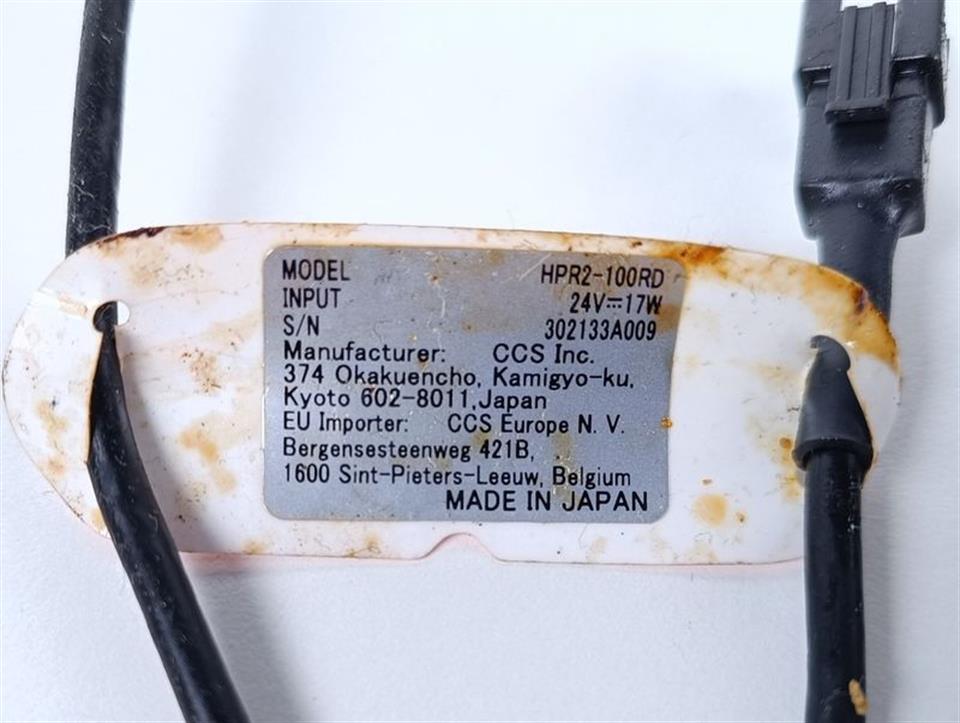 MODEL HPR2-100RD
INPUT 24V⎓17W
S/N 302133A009
Manufacturer: CCS Inc.
374 Okakuencho, Kamigyo-ku,
Kyoto 602-8011,Japan
EU Importer: CCS Europe N. V.
Bergensesteenweg 421B,
1600 Sint-Pieters-Leeuw, Belgium
MADE IN JAPAN